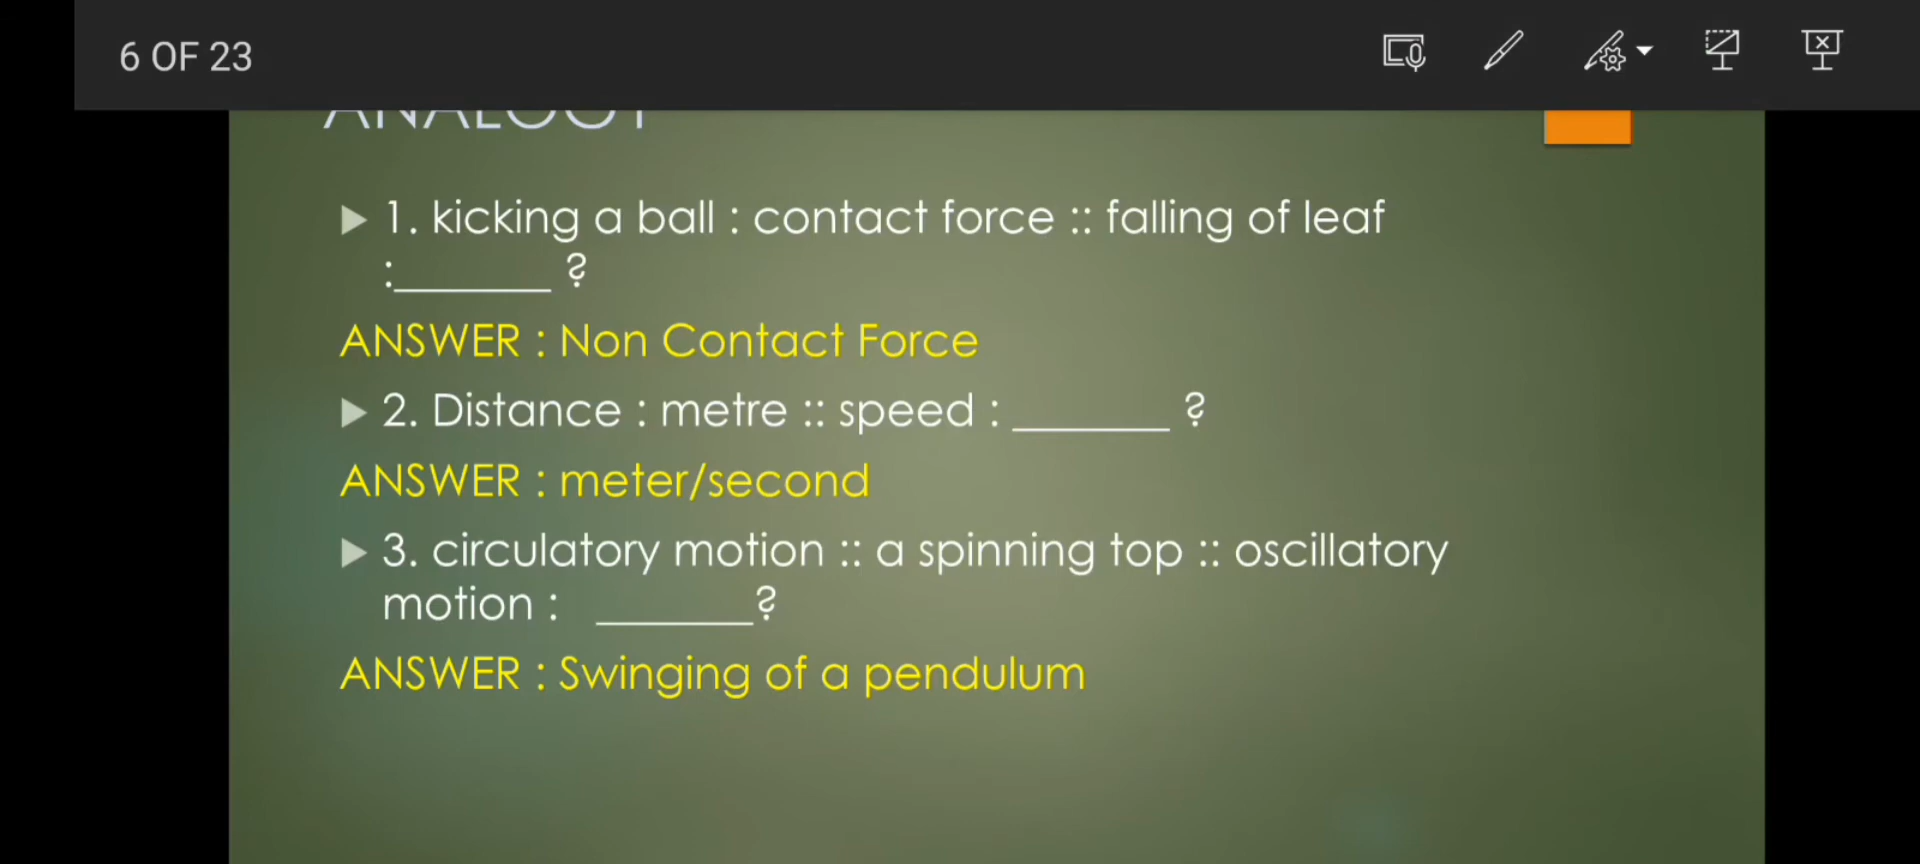 6 OF 23
ANALOGY
1. kicking a ball : contact force :: falling of leaf
:_______ ?
ANSWER : Non Contact Force
2. Distance : metre :: speed : _______ ?
ANSWER : meter/second
3. circulatory motion :: a spinning top :: oscillatory
motion : _______?
ANSWER : Swinging of a pendulum